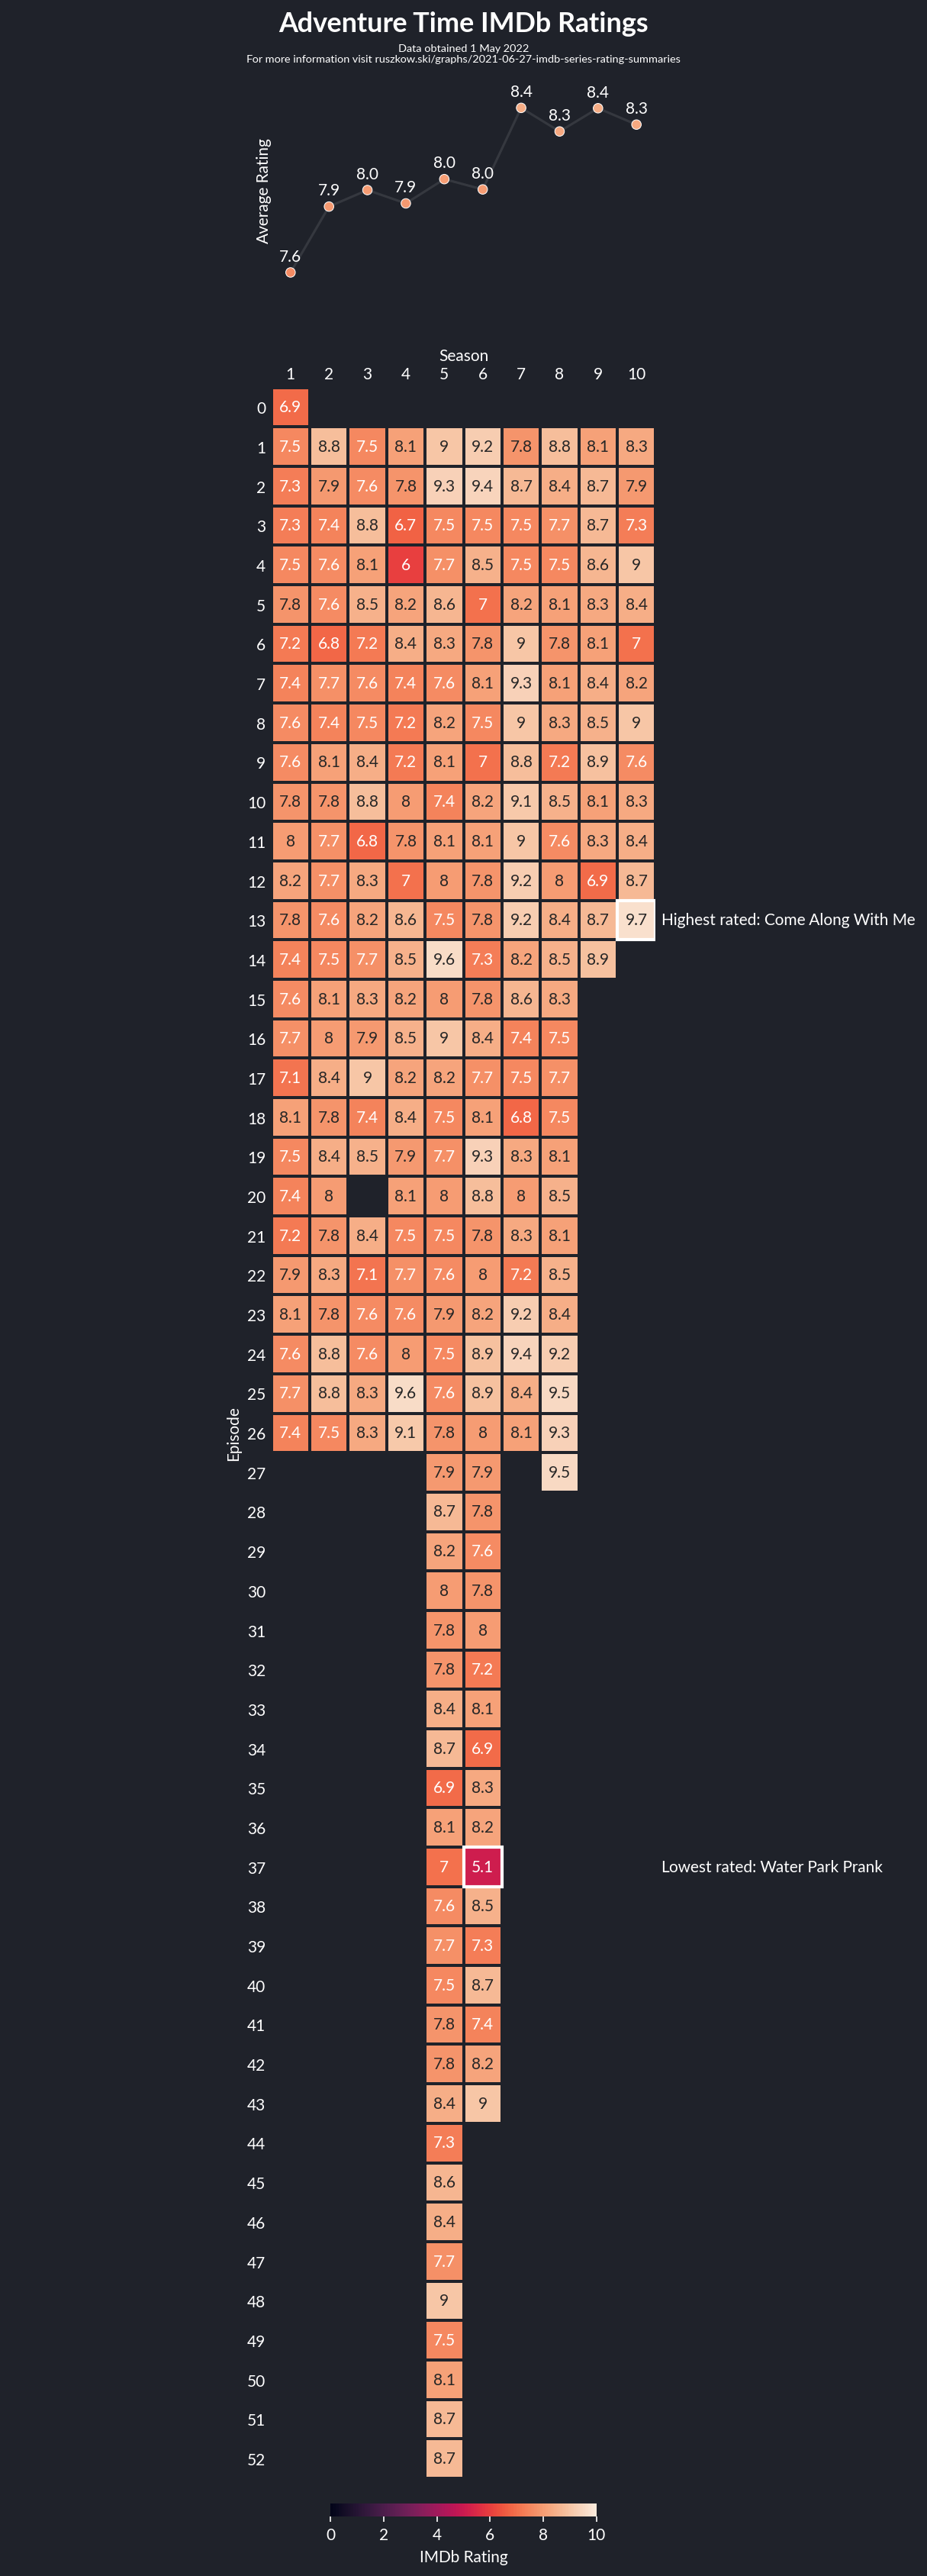 Adventure Time IMDb Ratings
Data obtained 1 May 2022
For more information visit ruszkow.ski/graphs/2021-06-27-imdb-series-rating-summaries
Average Rating
7.6 7.9 8.0 7.9 8.0 8.0 8.4 8.3 8.4 8.3
Season
1 2 3 4 5 6 7 8 9 10
Episode
0 6.9
1 7.5 8.8 7.5 8.1 9 9.2 7.8 8.8 8.1 8.3
2 7.3 7.9 7.6 7.8 9.3 9.4 8.7 8.4 8.7 7.9
3 7.3 7.4 8.8 6.7 7.5 7.5 7.5 7.7 8.7 7.3
4 7.5 7.6 8.1 6 7.7 8.5 7.5 7.5 8.6 9
5 7.8 7.6 8.5 8.2 8.6 7 8.2 8.1 8.3 8.4
6 7.2 6.8 7.2 8.4 8.3 7.8 9 7.8 8.1 7
7 7.4 7.7 7.6 7.4 7.6 8.1 9.3 8.1 8.4 8.2
8 7.6 7.4 7.5 7.2 8.2 7.5 9 8.3 8.5 9
9 7.6 8.1 8.4 7.2 8.1 7 8.8 7.2 8.9 7.6
10 7.8 7.8 8.8 8 7.4 8.2 9.1 8.5 8.1 8.3
11 8 7.7 6.8 7.8 8.1 8.1 9 7.6 8.3 8.4
12 8.2 7.7 8.3 7 8 7.8 9.2 8 6.9 8.7
13 7.8 7.6 8.2 8.6 7.5 7.8 9.2 8.4 8.7 9.7 Highest rated: Come Along With Me
14 7.4 7.5 7.7 8.5 9.6 7.3 8.2 8.5 8.9
15 7.6 8.1 8.3 8.2 8 7.8 8.6 8.3
16 7.7 8 7.9 8.5 9 8.4 7.4 7.5
17 7.1 8.4 9 8.2 8.2 7.7 7.5 7.7
18 8.1 7.8 7.4 8.4 7.5 8.1 6.8 7.5
19 7.5 8.4 8.5 7.9 7.7 9.3 8.3 8.1
20 7.4 8 8.1 8 8.8 8 8.5
21 7.2 7.8 8.4 7.5 7.5 7.8 8.3 8.1
22 7.9 8.3 7.1 7.7 7.6 8 7.2 8.5
23 8.1 7.8 7.6 7.6 7.9 8.2 9.2 8.4
24 7.6 8.8 7.6 8 7.5 8.9 9.4 9.2
25 7.7 8.8 8.3 9.6 7.6 8.9 8.4 9.5
26 7.4 7.5 8.3 9.1 7.8 8 8.1 9.3
27 7.9 7.9 9.5
28 8.7 7.8
29 8.2 7.6
30 8 7.8
31 7.8 8
32 7.8 7.2
33 8.4 8.1
34 8.7 6.9
35 6.9 8.3
36 8.1 8.2
37 7 5.1 Lowest rated: Water Park Prank
38 7.6 8.5
39 7.7 7.3
40 7.5 8.7
41 7.8 7.4
42 7.8 8.2
43 8.4 9
44 7.3
45 8.6
46 8.4
47 7.7
48 9
49 7.5
50 8.1
51 8.7
52 8.7
0 2 4 6 8 10
IMDb Rating